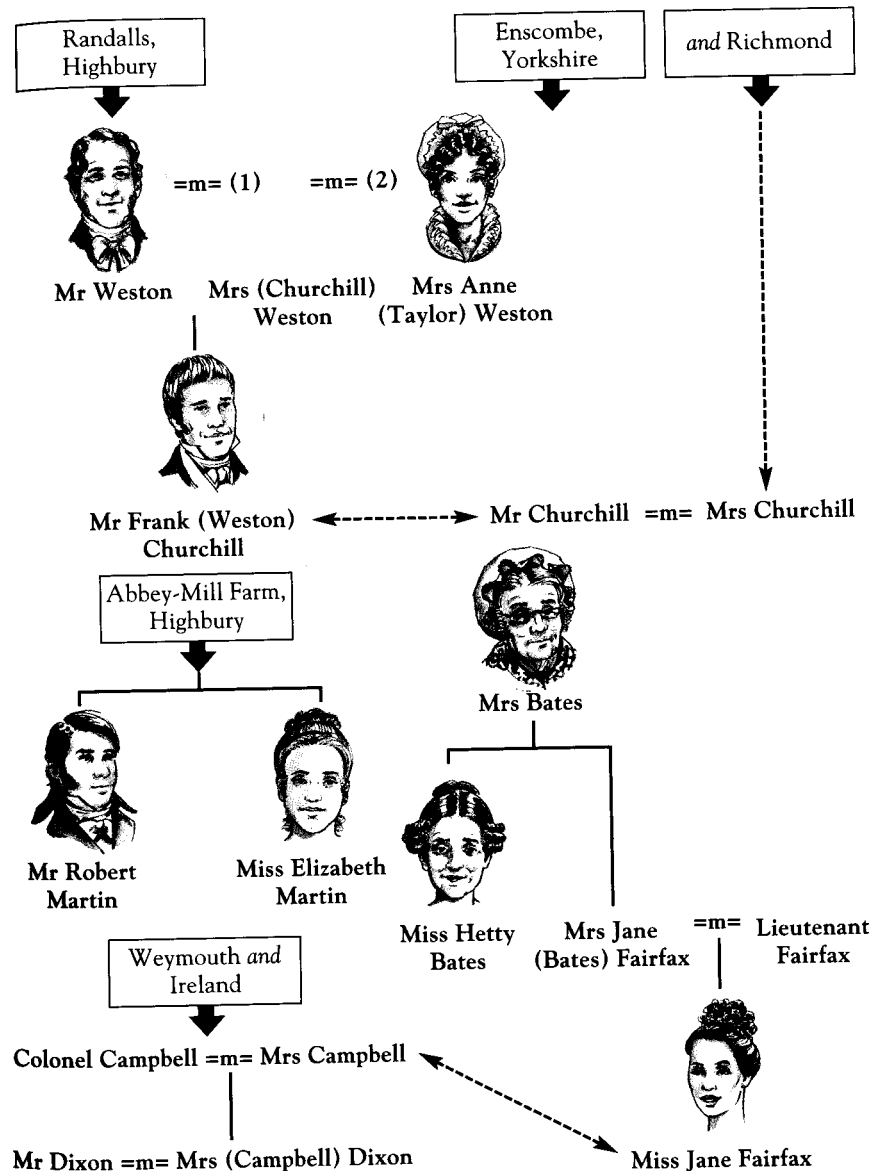 Randalls,
Highbury
Enscombe,
Yorkshire
and Richmond
=m= (1)
=m= (2)
Mr Weston
Mrs (Churchill)
Weston
Mrs Anne
(Taylor) Weston
Mr Frank (Weston)
Churchill
Mr Churchill =m= Mrs Churchill
Abbey-Mill Farm,
Highbury
Mrs Bates
Mr Robert
Martin
Miss Elizabeth
Martin
Miss Hetty
Bates
Mrs Jane
(Bates) Fairfax
=m=
Lieutenant
Fairfax
Weymouth and
Ireland
Colonel Campbell =m= Mrs Campbell
Mr Dixon =m= Mrs (Campbell) Dixon
Miss Jane Fairfax